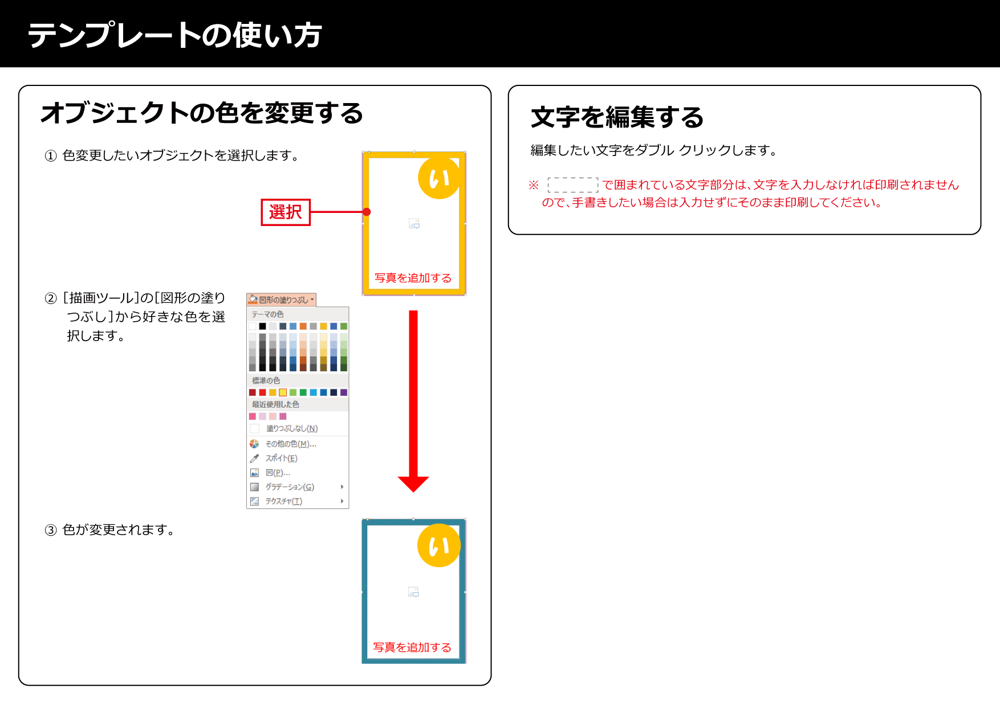 テンプレートの使い方
オブジェクトの色を変更する
① 色変更したいオブジェクトを選択します。
い
選択
写真を追加する
② [描画ツール]の[図形の塗り
つぶし]から好きな色を選
択します。
図形の塗りつぶし
テーマの色
標準の色
最近使用した色
塗りつぶしなし(N)
その他の色(M)...
スポイト(E)
図(P)...
グラデーション(G)
テクスチャ(T)
③ 色が変更されます。
い
写真を追加する
文字を編集する
編集したい文字をダブル クリックします。
※ で囲まれている文字部分は、文字を入力しなければ印刷されません
ので、手書きしたい場合は入力せずにそのまま印刷してください。